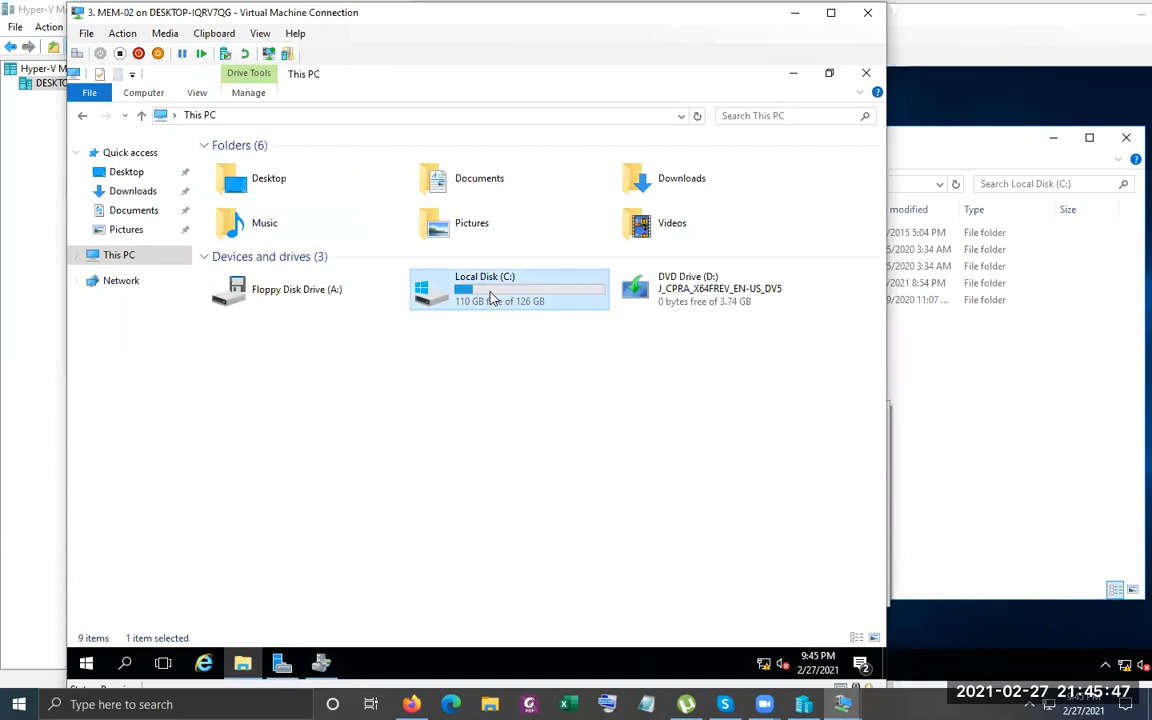 Hyper-V M
3. MEM-02 on DESKTOP-IQRV7QG - Virtual Machine Connection
File Action
File Action Media Clipboard View Help
Hyper-V M
DESKTO
Drive Tools
This PC
File Computer View Manage
This PC
Search This PC
Quick access
Desktop
Downloads
Documents
Pictures
This PC
Network
Folders (6)
Desktop
Documents
Downloads
Music
Pictures
Videos
Devices and drives (3)
Floppy Disk Drive (A:)
Local Disk (C:)
110 GB free of 126 GB
DVD Drive (D:)
J_CPRA_X64FREV_EN-US_DV5
0 bytes free of 3.74 GB
Search Local Disk (C:)
modified Type Size
/2015 5:04 PM File folder
/2020 3:34 AM File folder
/2020 3:34 AM File folder
/2021 8:54 PM File folder
/2020 11:07 ... File folder
9 items 1 item selected
9:45 PM
2/27/2021
2
2021-02-27 21:45:47
Type here to search
2/27/2021